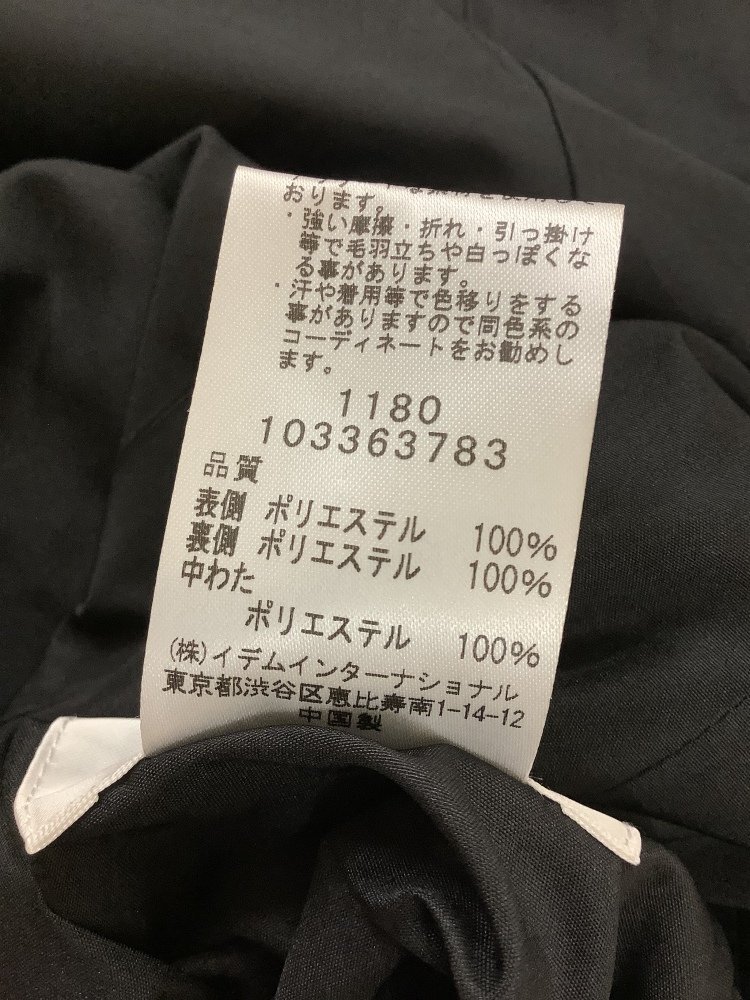 おります。
・強い摩擦・折れ・引っ掛け
等で毛羽立ちや白っぽくな
る事があります。
・汗や着用等で色移りをする
事がありますので同色系の
コーディネートをお勧めし
ます。
1180
103363783
品質
表側 ポリエステル 100%
裏側 ポリエステル 100%
中わた
ポリエステル 100%
(株)イデムインターナショナル
東京都渋谷区恵比寿南1-14-12
中国製